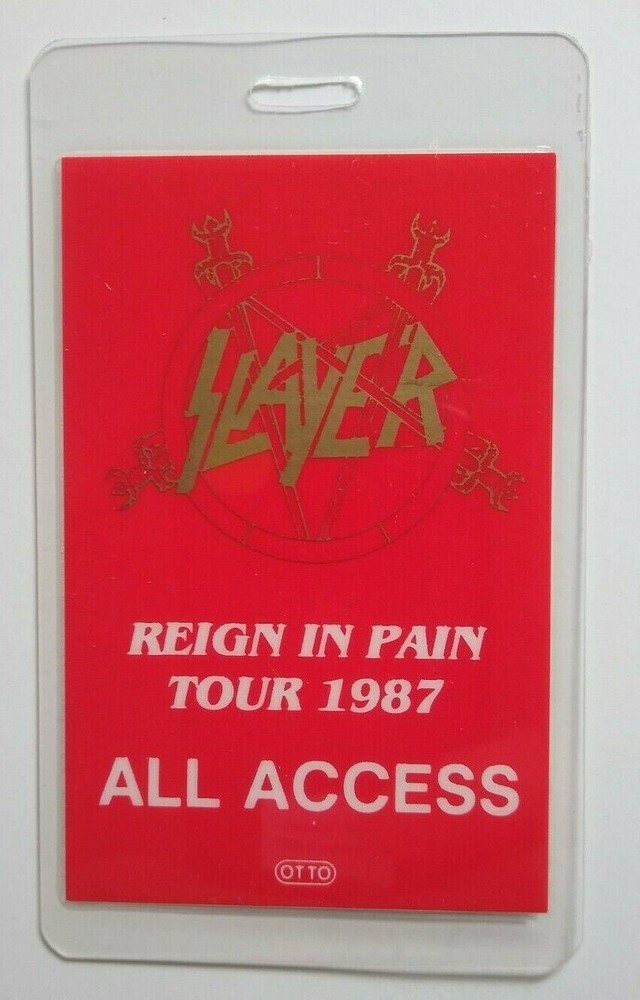 SLAYER
REIGN IN PAIN
TOUR 1987
ALL ACCESS
OTTO